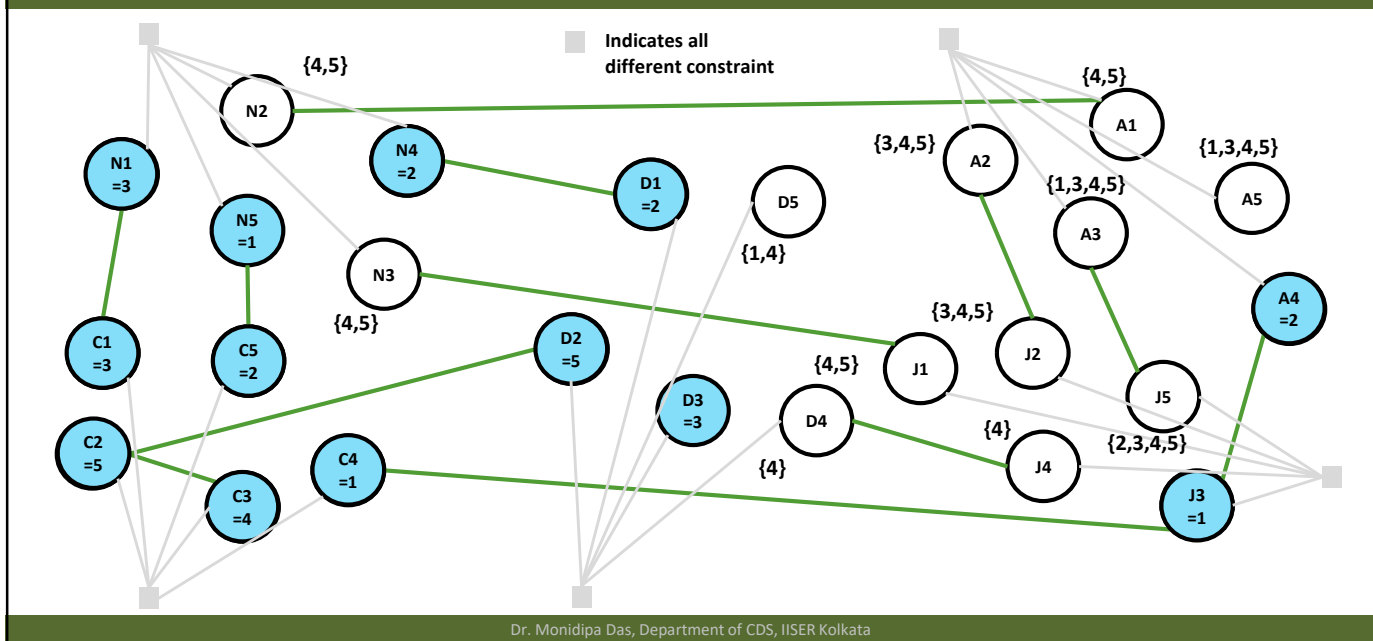 Indicates all
different constraint
{4,5}
N2
{4,5}
A1
N1
=3
N4
=2
{3,4,5}
A2
{1,3,4,5}
A5
D1
=2
D5
{1,3,4,5}
A3
N5
=1
{1,4}
N3
{4,5}
A4
=2
C1
=3
C5
=2
D2
=5
{3,4,5}
J2
{4,5}
J1
D3
=3
D4
{4}
J5
{2,3,4,5}
C2
=5
C4
=1
{4}
J4
C3
=4
J3
=1
Dr. Monidipa Das, Department of CDS, IISER Kolkata